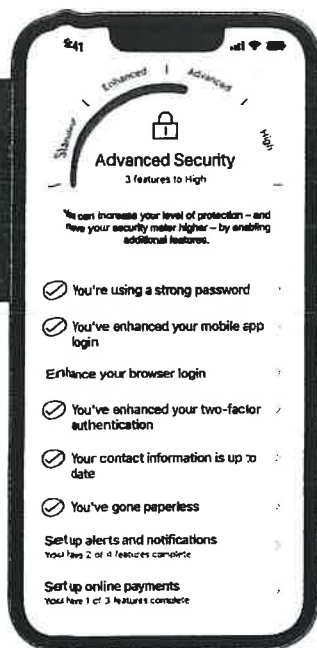 9:41
Standard
Enhanced
Advanced
High
Advanced Security
3 features to High
You can increase your level of protection – and
have your security meter higher – by enabling
additional features.
You're using a strong password
You've enhanced your mobile app
login
Enhance your browser login
You've enhanced your two-factor
authentication
Your contact information is up to
date
You've gone paperless
Set up alerts and notifications
You have 2 of 4 features complete
Set up online payments
You have 1 of 3 features complete